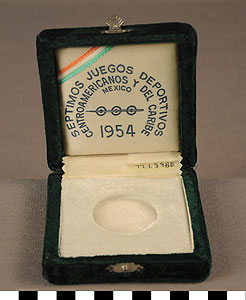 SEPTIMOS JUEGOS DEPORTIVOS
CENTROAMERICANOS Y DEL CARIBE
MEXICO
1954